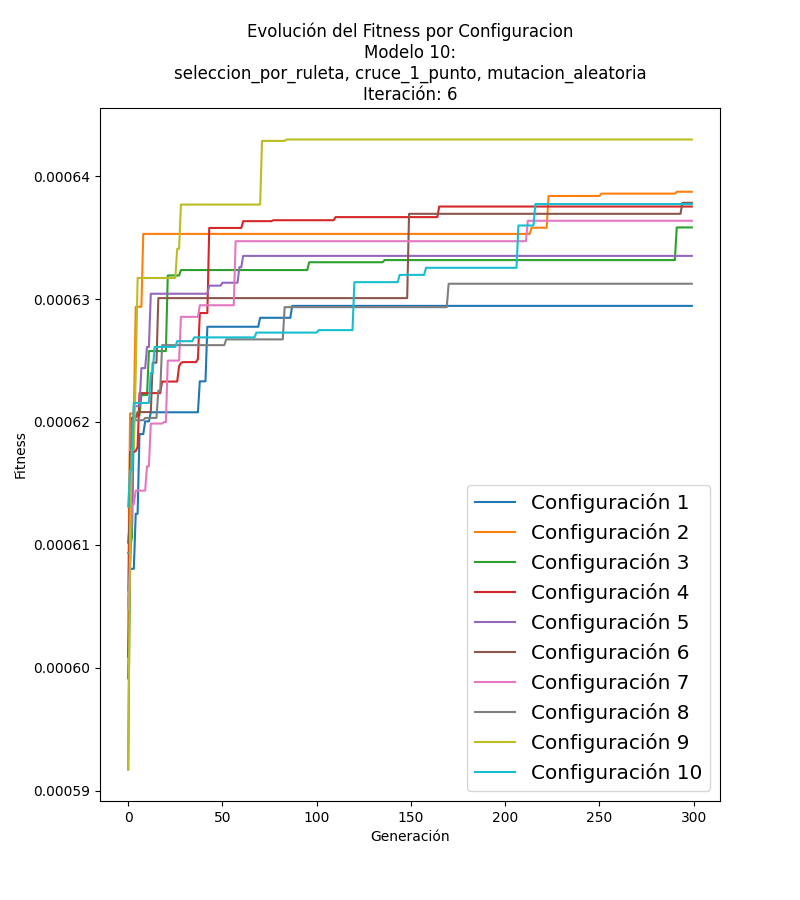 Evolución del Fitness por Configuracion
Modelo 10:
seleccion_por_ruleta, cruce_1_punto, mutacion_aleatoria
Iteración: 6
0.00064
0.00063
0.00062
0.00061
0.00060
0.00059
Fitness
Configuración 1
Configuración 2
Configuración 3
Configuración 4
Configuración 5
Configuración 6
Configuración 7
Configuración 8
Configuración 9
Configuración 10
0 50 100 150 200 250 300
Generación